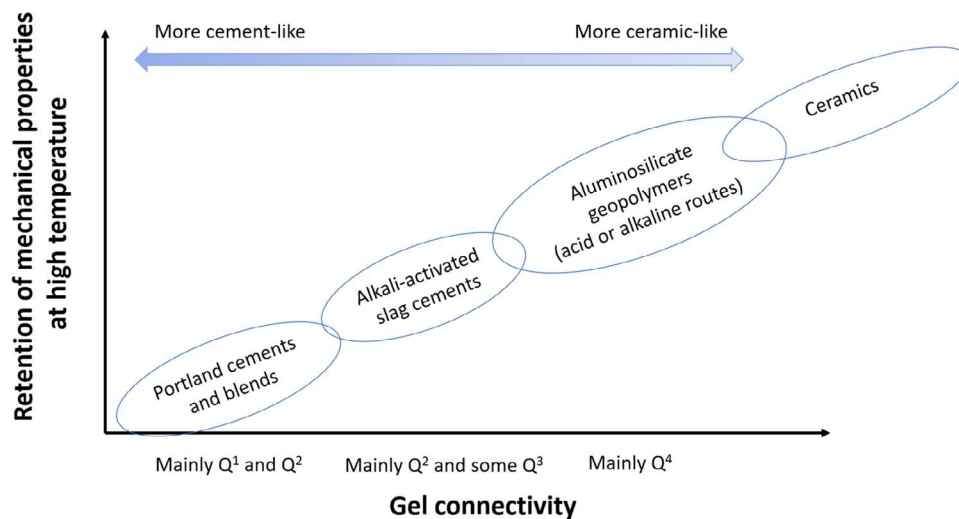 More cement-like
More ceramic-like
Retention of mechanical properties
at high temperature
Ceramics
Aluminosilicate
geopolymers
(acid or alkaline routes)
Alkali-activated
slag cements
Portland cements
and blends
Mainly Q¹ and Q²
Mainly Q² and some Q³
Mainly Q⁴
Gel connectivity